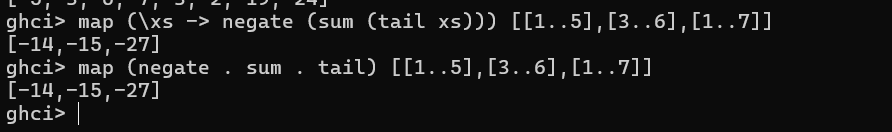 ghci> map (\xs -> negate (sum (tail xs))) [[1..5],[3..6],[1..7]]
[-14,-15,-27]
ghci> map (negate . sum . tail) [[1..5],[3..6],[1..7]]
[-14,-15,-27]
ghci>